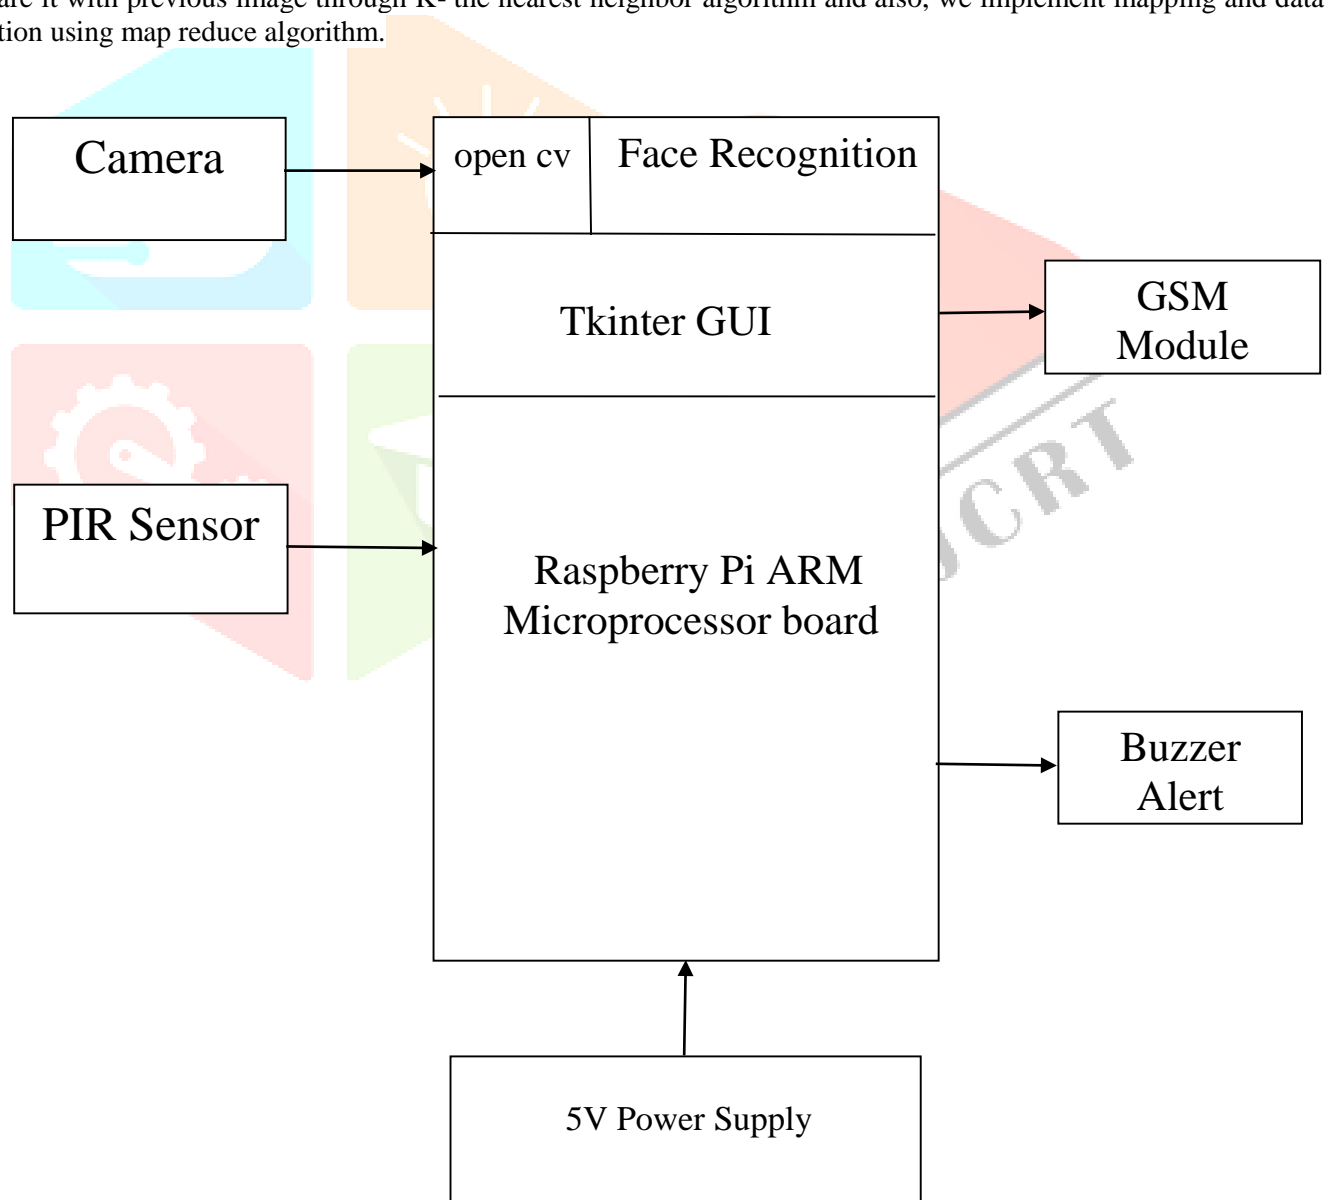 are it with previous image through K- the nearest neighbor algorithm and also, we implement mapping and data
tion using map reduce algorithm.
Camera
open cv
Face Recognition
Tkinter GUI
GSM
Module
PIR Sensor
Raspberry Pi ARM
Microprocessor board
JCRT
Buzzer
Alert
5V Power Supply